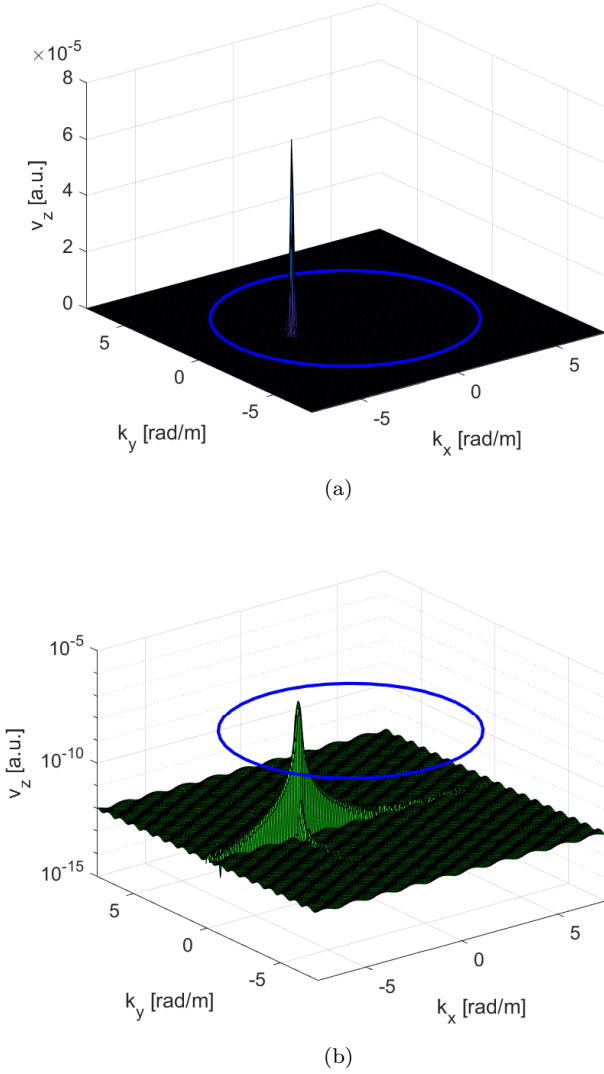 ×10⁻⁵
8
6
4
2
0
v_z [a.u.]
5
0
-5
k_y [rad/m]
-5
0
5
k_x [rad/m]
(a)
10⁻⁵
10⁻¹⁰
10⁻¹⁵
v_z [a.u.]
5
0
-5
k_y [rad/m]
-5
0
5
k_x [rad/m]
(b)